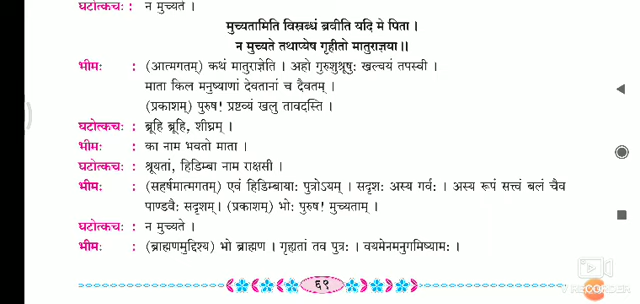 घटोत्कचः : न मुच्यते ।
मुच्यतामिति विस्रब्धं ब्रवीति यदि मे पिता ।
न मुच्यते तथाप्येष गृहीतो मातुराज्ञया॥
भीमः : (आत्मगतम्) कथं मातुराज्ञेति । अहो गुरुशुश्रूषुः खल्वयं तपस्वी ।
माता किल मनुष्याणां देवतानां च दैवतम् ।
(प्रकाशम्) पुरुष! प्रष्टव्यं खलु तावदस्ति ।
घटोत्कचः : ब्रूहि ब्रूहि, शीघ्रम् ।
भीमः : का नाम भवतो माता ।
घटोत्कचः : श्रूयतां, हिडिम्बा नाम राक्षसी ।
भीमः : (सहर्षमात्मगतम्) एवं हिडिम्बायाः पुत्रोऽयम् । सदृशः अस्य गर्वः । अस्य रूपं सत्त्वं बलं चैव
पाण्डवैः सदृशम् । (प्रकाशम्) भोः पुरुष! मुच्यताम् ।
घटोत्कचः : न मुच्यते ।
भीमः : (ब्राह्मणमुद्दिश्य) भो ब्राह्मण । गृह्यतां तव पुत्रः । वयमेनमनुगमिष्यामः ।
६९
RECORDER